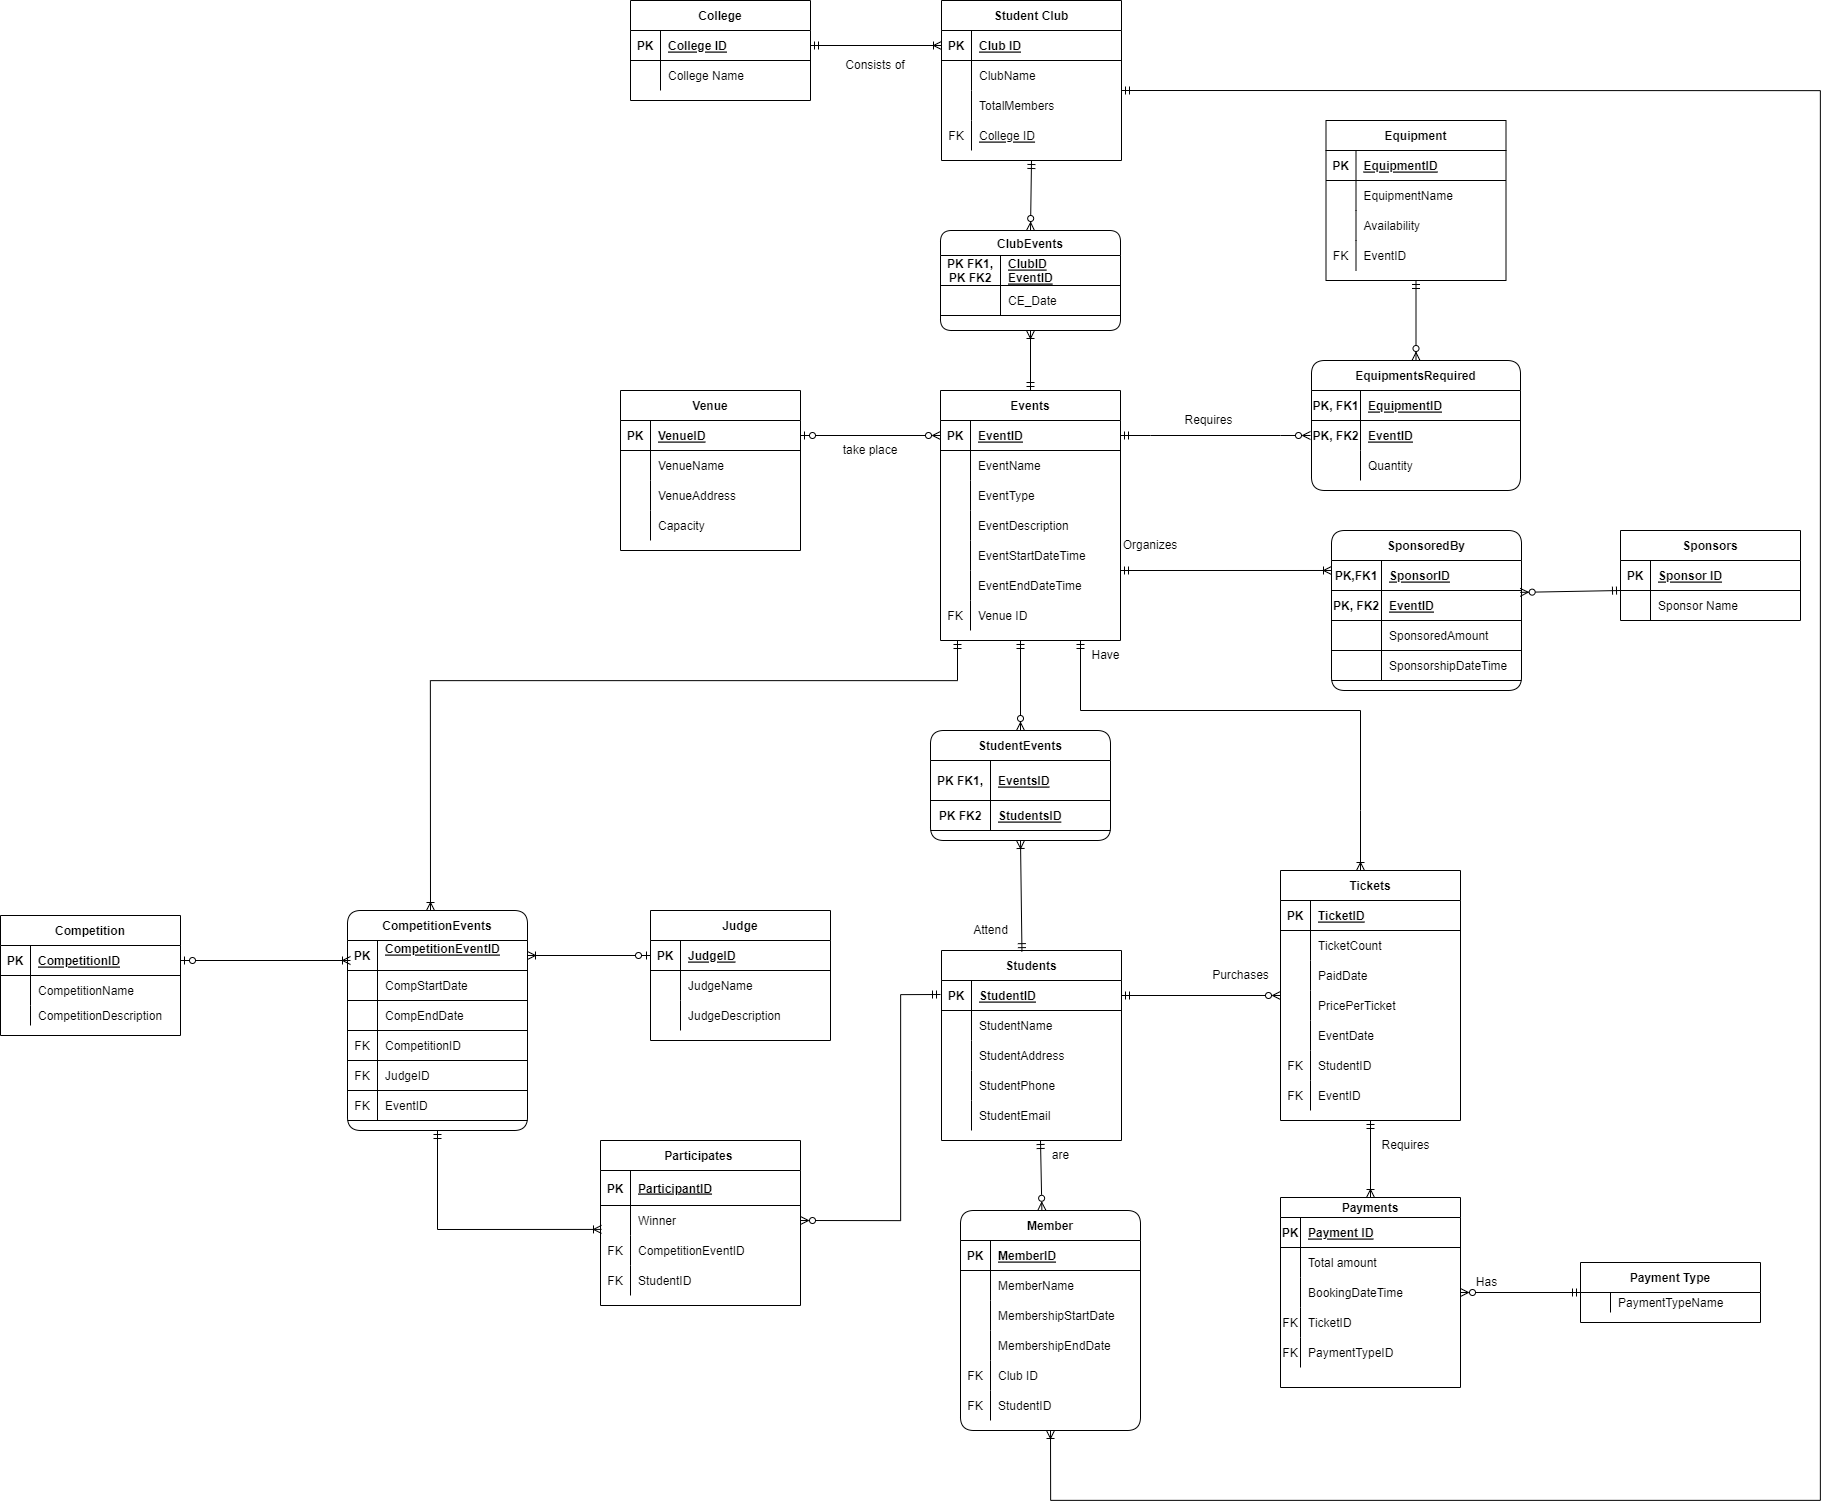 College
PK College ID
College Name
Consists of
Student Club
PK Club ID
ClubName
TotalMembers
FK College ID
Equipment
PK EquipmentID
EquipmentName
Availability
FK EventID
ClubEvents
PK FK1, ClubID
PK FK2 EventID
CE_Date
EquipmentsRequired
PK, FK1 EquipmentID
PK, FK2 EventID
Quantity
Venue
PK VenueID
VenueName
VenueAddress
Capacity
take place
Events
PK EventID
EventName
EventType
EventDescription
EventStartDateTime
EventEndDateTime
FK Venue ID
Requires
Organizes
Have
SponsoredBy
PK,FK1 SponsorID
PK, FK2 EventID
SponsoredAmount
SponsorshipDateTime
Sponsors
PK Sponsor ID
Sponsor Name
StudentEvents
PK FK1, EventsID
PK FK2 StudentsID
Attend
Competition
PK CompetitionID
CompetitionName
CompetitionDescription
CompetitionEvents
PK CompetitionEventID
CompStartDate
CompEndDate
FK CompetitionID
FK JudgeID
FK EventID
Judge
PK JudgeID
JudgeName
JudgeDescription
Students
PK StudentID
StudentName
StudentAddress
StudentPhone
StudentEmail
Purchases
Tickets
PK TicketID
TicketCount
PaidDate
PricePerTicket
EventDate
FK StudentID
FK EventID
Requires
are
Participates
PK ParticipantID
Winner
FK CompetitionEventID
FK StudentID
Member
PK MemberID
MemberName
MembershipStartDate
MembershipEndDate
FK Club ID
FK StudentID
Payments
PK Payment ID
Total amount
BookingDateTime
FK TicketID
FK PaymentTypeID
Has
Payment Type
PaymentTypeName